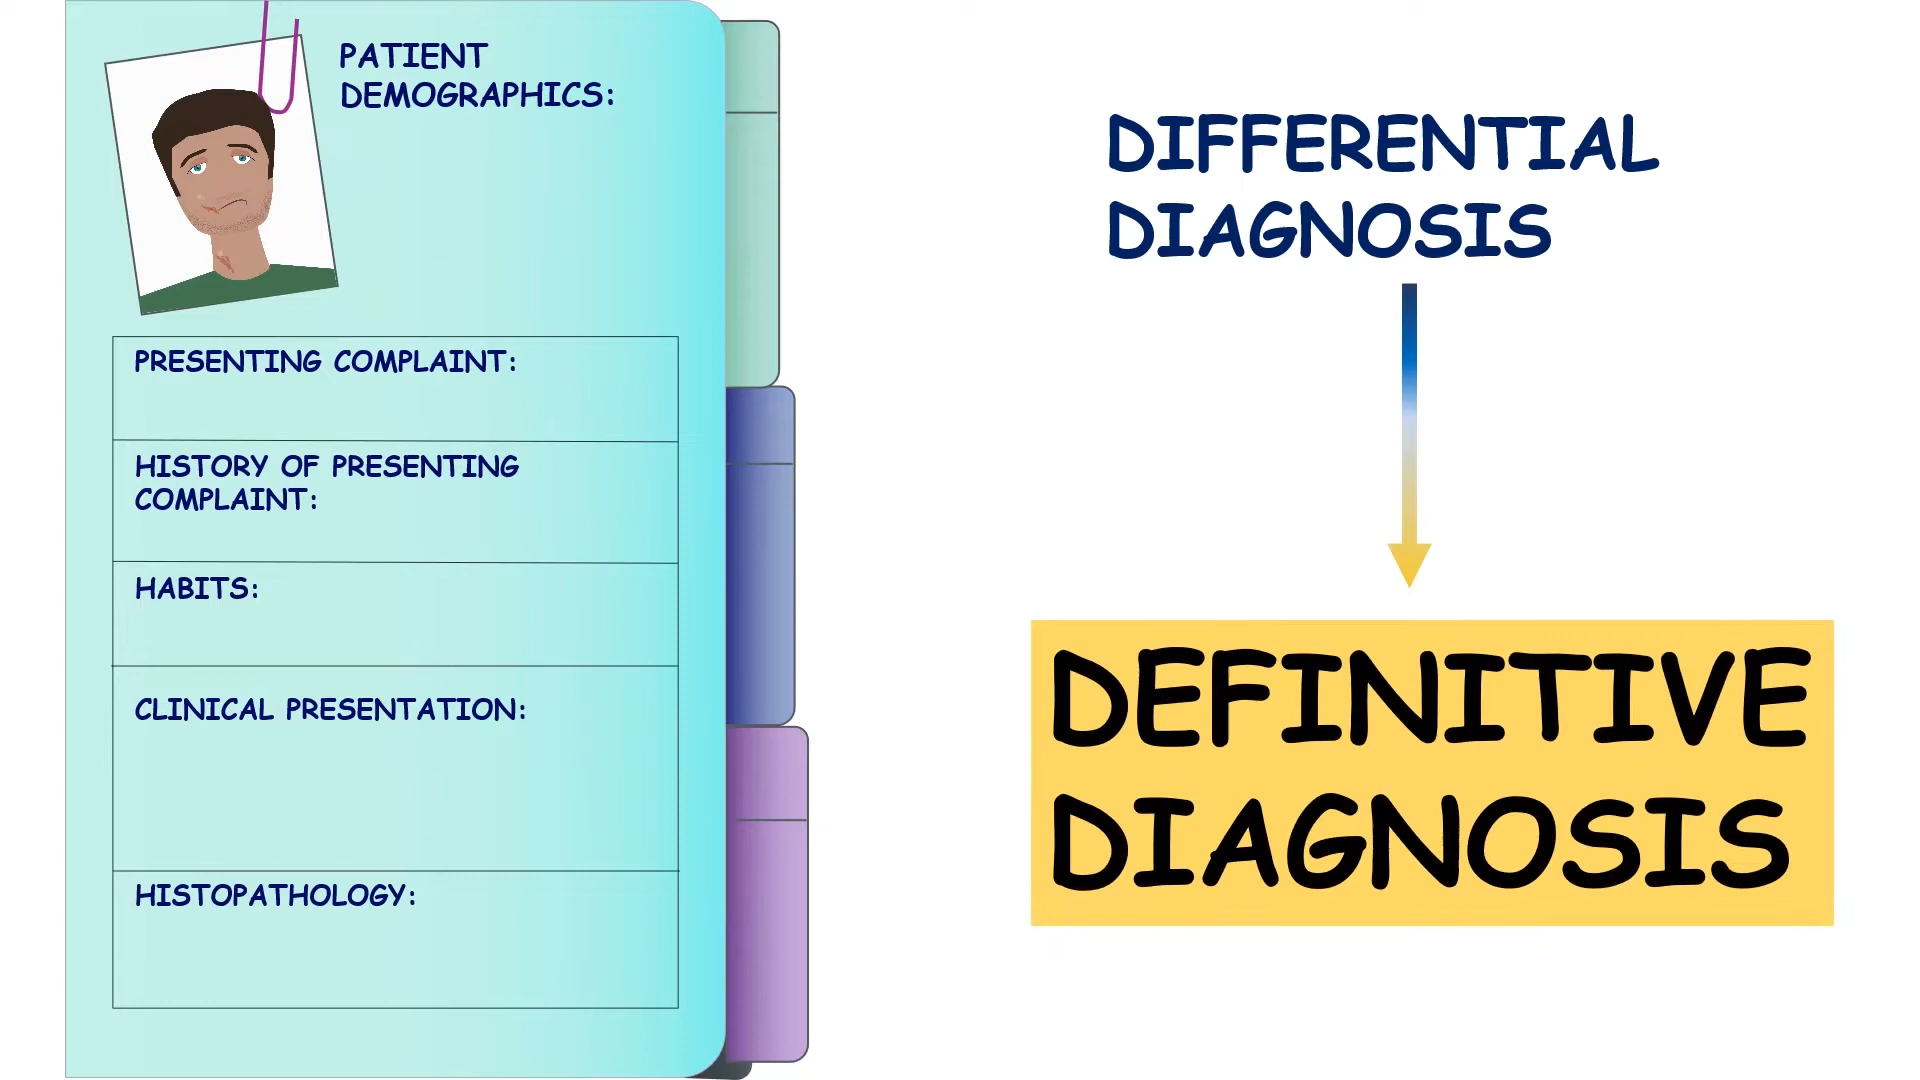 PATIENT
DEMOGRAPHICS:
PRESENTING COMPLAINT:
HISTORY OF PRESENTING
COMPLAINT:
HABITS:
CLINICAL PRESENTATION:
HISTOPATHOLOGY:
DIFFERENTIAL
DIAGNOSIS
DEFINITIVE
DIAGNOSIS